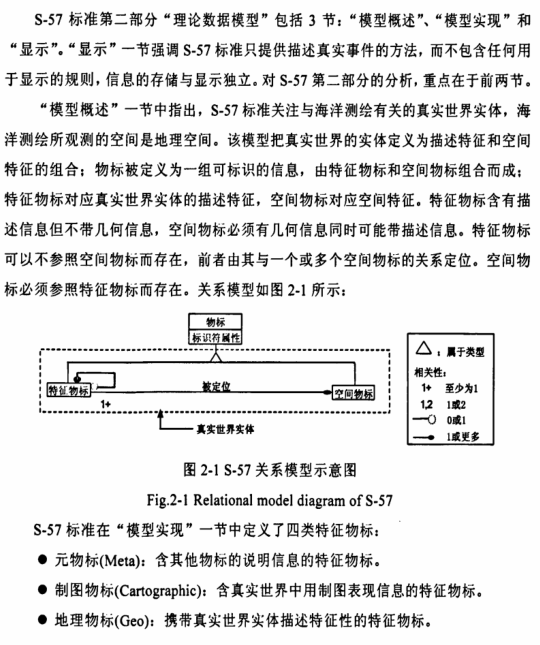 S-57 标准第二部分“理论数据模型”包括 3 节：“模型概述”、“模型实现”和
“显示”。“显示”一节强调 S-57 标准只提供描述真实事件的方法，而不包含任何用
于显示的规则，信息的存储与显示独立。对 S-57 第二部分的分析，重点在于前两节。
“模型概述”一节中指出，S-57 标准关注与海洋测绘有关的真实世界实体，海
洋测绘所观测的空间是地理空间。该模型把真实世界的实体定义为描述特征和空间
特征的组合；物标被定义为一组可标识的信息，由特征物标和空间物标组合而成；
特征物标对应真实世界实体的描述特征，空间物标对应空间特征。特征物标含有描
述信息但不带几何信息，空间物标必须有几何信息同时可能带描述信息。特征物标
可以不参照空间物标而存在，前者由其与一个或多个空间物标的关系定位。空间物
标必须参照特征物标而存在。关系模型如图 2-1 所示：
物标
标识符属性
特征物标
被定位
空间物标
1+
真实世界实体
：属于类型
相关性：
1+ 至少为1
1,2 1或2
0或1
1或更多
图 2-1 S-57 关系模型示意图
Fig.2-1 Relational model diagram of S-57
S-57 标准在“模型实现”一节中定义了四类特征物标：
● 元物标(Meta)：含其他物标的说明信息的特征物标。
● 制图物标(Cartographic)：含真实世界中用制图表现信息的特征物标。
● 地理物标(Geo)：携带真实世界实体描述特征性的特征物标。